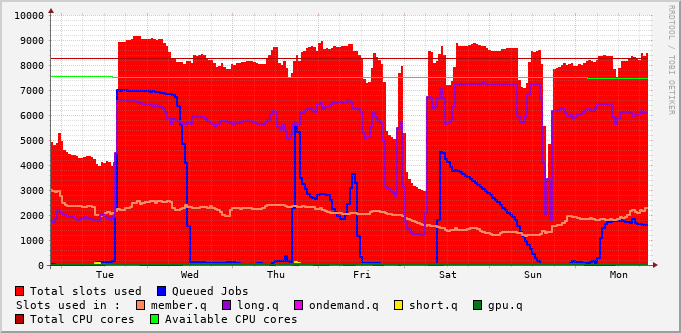 10000
9000
8000
7000
6000
5000
4000
3000
2000
1000
0
Tue Wed Thu Fri Sat Sun Mon
RRDTOOL / TOBI OETIKER
Total slots used Queued Jobs
Slots used in : member.q long.q ondemand.q short.q gpu.q
Total CPU cores Available CPU cores